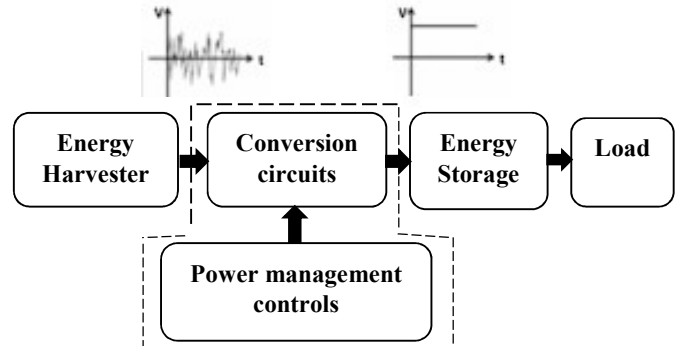 V
t
V
t
Energy
Harvester
Conversion
circuits
Energy
Storage
Load
Power management
controls